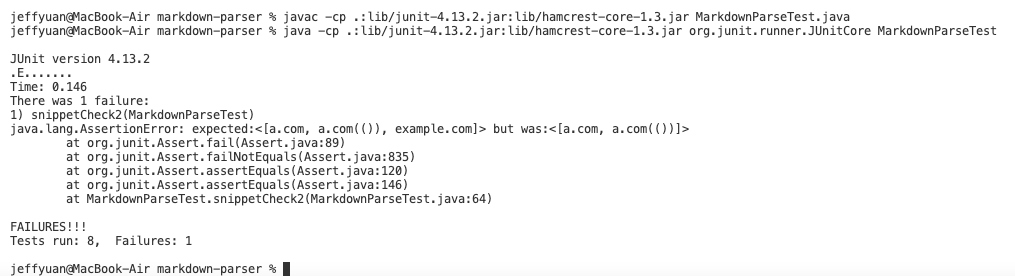 jeffyuan@MacBook-Air markdown-parser % javac -cp .:lib/junit-4.13.2.jar:lib/hamcrest-core-1.3.jar MarkdownParseTest.java
jeffyuan@MacBook-Air markdown-parser % java -cp .:lib/junit-4.13.2.jar:lib/hamcrest-core-1.3.jar org.junit.runner.JUnitCore MarkdownParseTest
JUnit version 4.13.2
.E.......
Time: 0.146
There was 1 failure:
1) snippetCheck2(MarkdownParseTest)
java.lang.AssertionError: expected:<[a.com, a.com(()), example.com]> but was:<[a.com, a.com(())]>
        at org.junit.Assert.fail(Assert.java:89)
        at org.junit.Assert.failNotEquals(Assert.java:835)
        at org.junit.Assert.assertEquals(Assert.java:120)
        at org.junit.Assert.assertEquals(Assert.java:146)
        at MarkdownParseTest.snippetCheck2(MarkdownParseTest.java:64)
FAILURES!!!
Tests run: 8,  Failures: 1
jeffyuan@MacBook-Air markdown-parser %